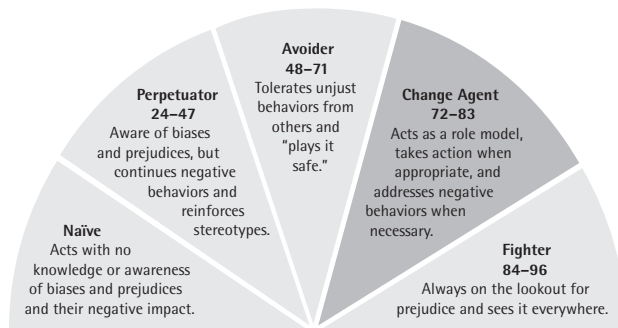 Naïve
Acts with no
knowledge or awareness
of biases and prejudices
and their negative impact.
Perpetuator
24–47
Aware of biases
and prejudices, but
continues negative
behaviors and
reinforces
stereotypes.
Avoider
48–71
Tolerates unjust
behaviors from
others and
"plays it
safe."
Change Agent
72–83
Acts as a role model,
takes action when
appropriate, and
addresses negative
behaviors when
necessary.
Fighter
84–96
Always on the lookout for
prejudice and sees it everywhere.